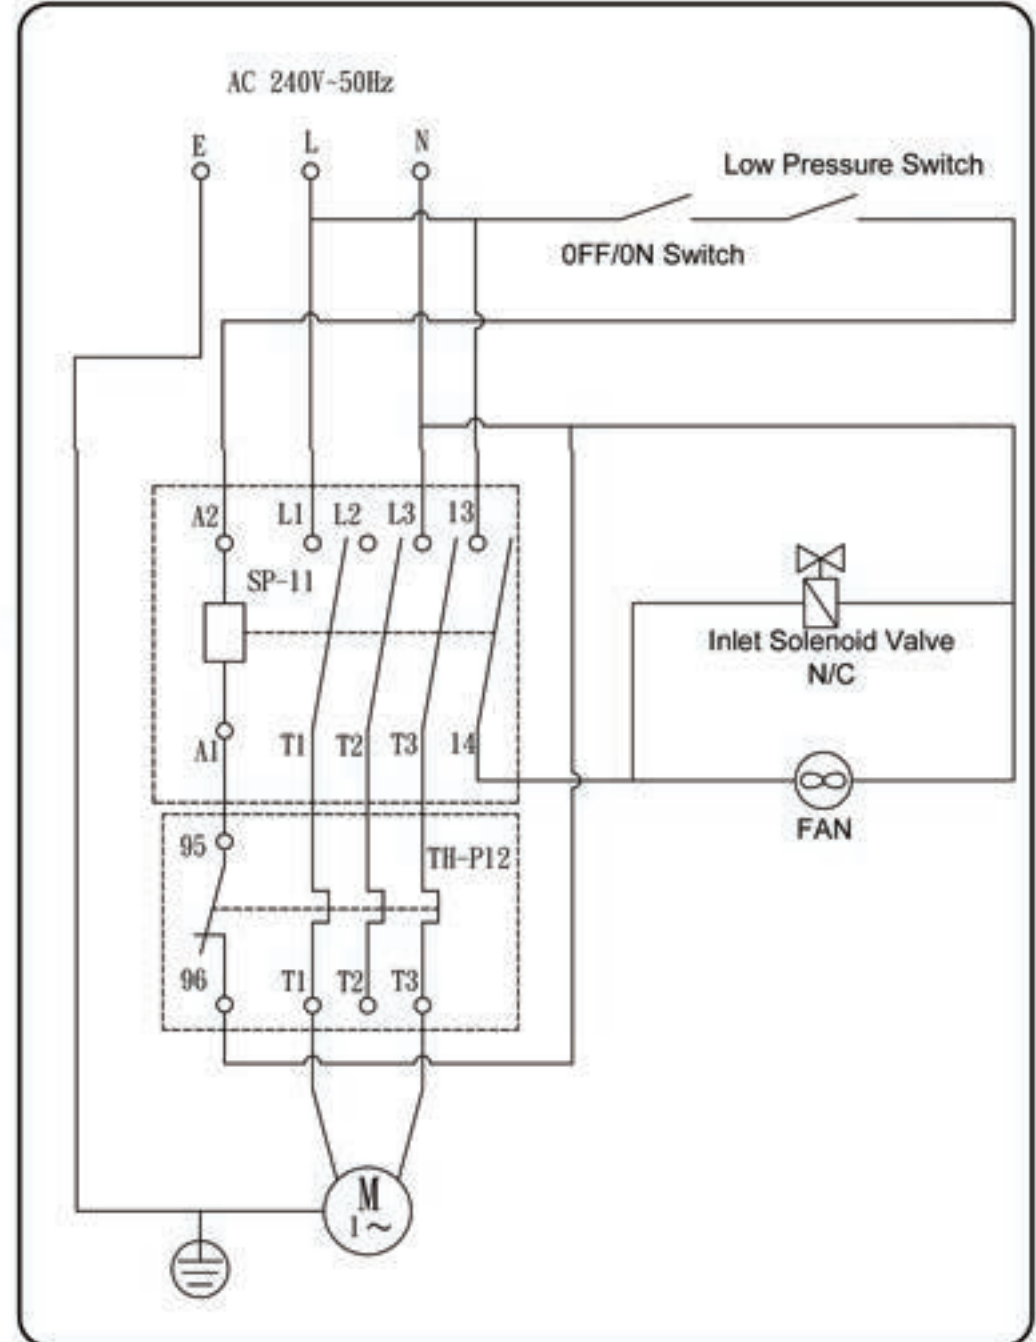 AC 240V~50Hz
E L N
Low Pressure Switch
0FF/0N Switch
A2 L1 L2 L3 13
SP-11
Inlet Solenoid Valve
N/C
A1 T1 T2 T3 14
FAN
95 TH-P12
96 T1 T2 T3
M
1~